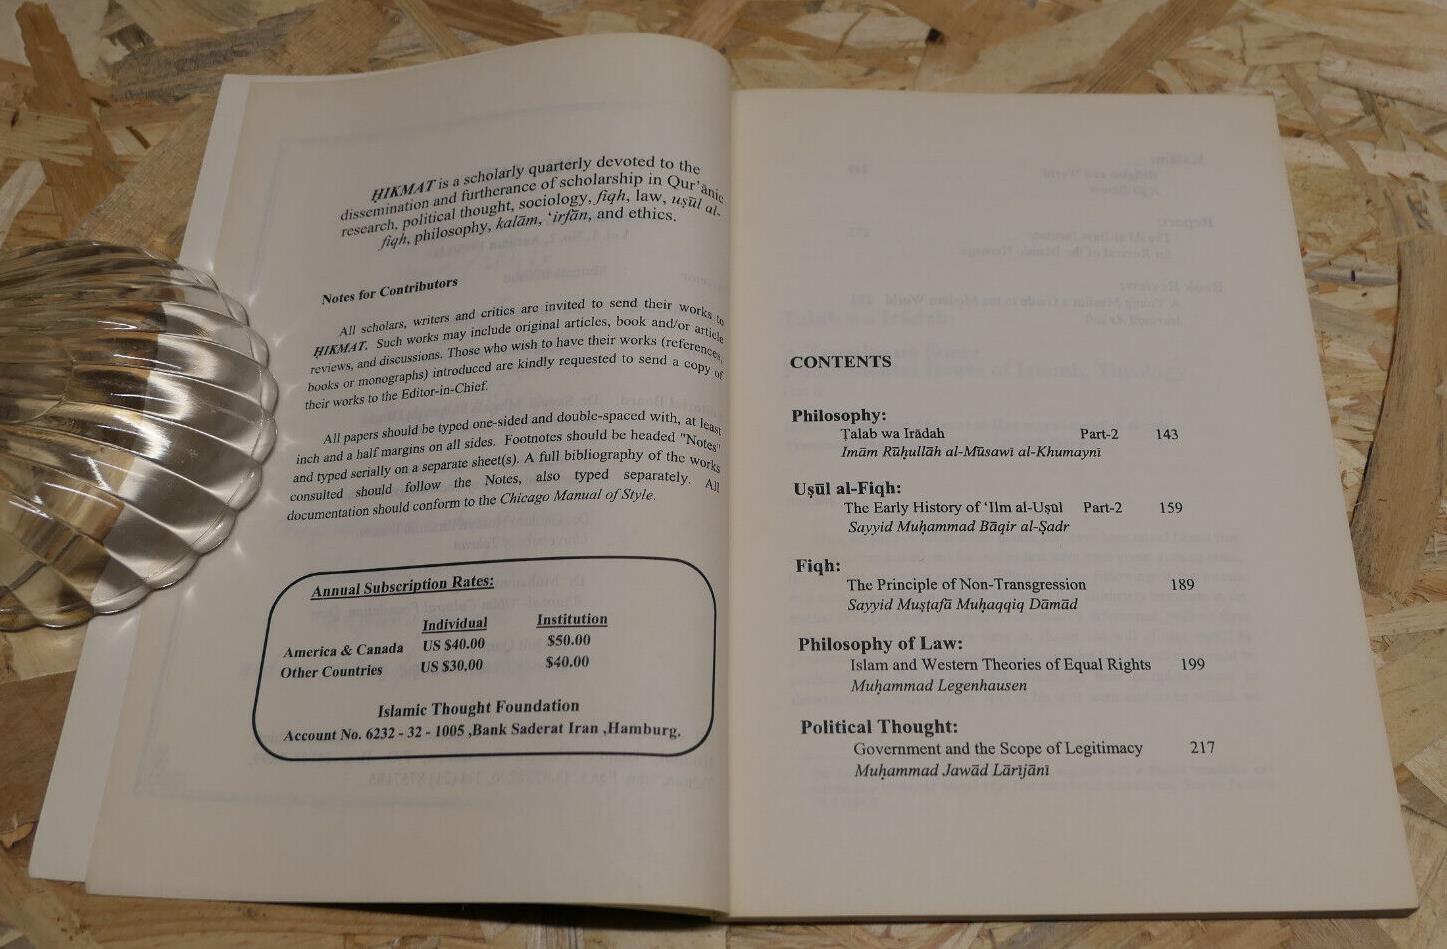 ḤIKMAT is a scholarly quarterly devoted to the
dissemination and furtherance of scholarship in Qur'ānic
research, political thought, sociology, fiqh, law, uṣūl al-
fiqh, philosophy, kalām, 'irfān, and ethics.
Notes for Contributors
All scholars, writers and critics are invited to send their works to
ḤIKMAT. Such works may include original articles, book and/or article
reviews, and discussions. Those who wish to have their works (references,
books or monographs) introduced are kindly requested to send a copy of
their works to the Editor-in-Chief.
All papers should be typed one-sided and double-spaced with, at least
inch and a half margins on all sides. Footnotes should be headed "Notes"
and typed serially on a separate sheet(s). A full bibliography of the works
consulted should follow the Notes, also typed separately. All
documentation should conform to the Chicago Manual of Style.
Annual Subscription Rates:
Individual Institution
America & Canada US $40.00 $50.00
Other Countries US $30.00 $40.00
Islamic Thought Foundation
Account No. 6232 - 32 - 1005 ,Bank Saderat Iran ,Hamburg.
CONTENTS
Philosophy:
Ṭalab wa Irādah Part-2 143
Imām Rūḥullāh al-Mūsawī al-Khumaynī
Uṣūl al-Fiqh:
The Early History of 'Ilm al-Uṣūl Part-2 159
Sayyid Muḥammad Bāqir al-Ṣadr
Fiqh:
The Principle of Non-Transgression 189
Sayyid Muṣṭafā Muḥaqqiq Dāmād
Philosophy of Law:
Islam and Western Theories of Equal Rights 199
Muḥammad Legenhausen
Political Thought:
Government and the Scope of Legitimacy 217
Muḥammad Jawād Lārījānī